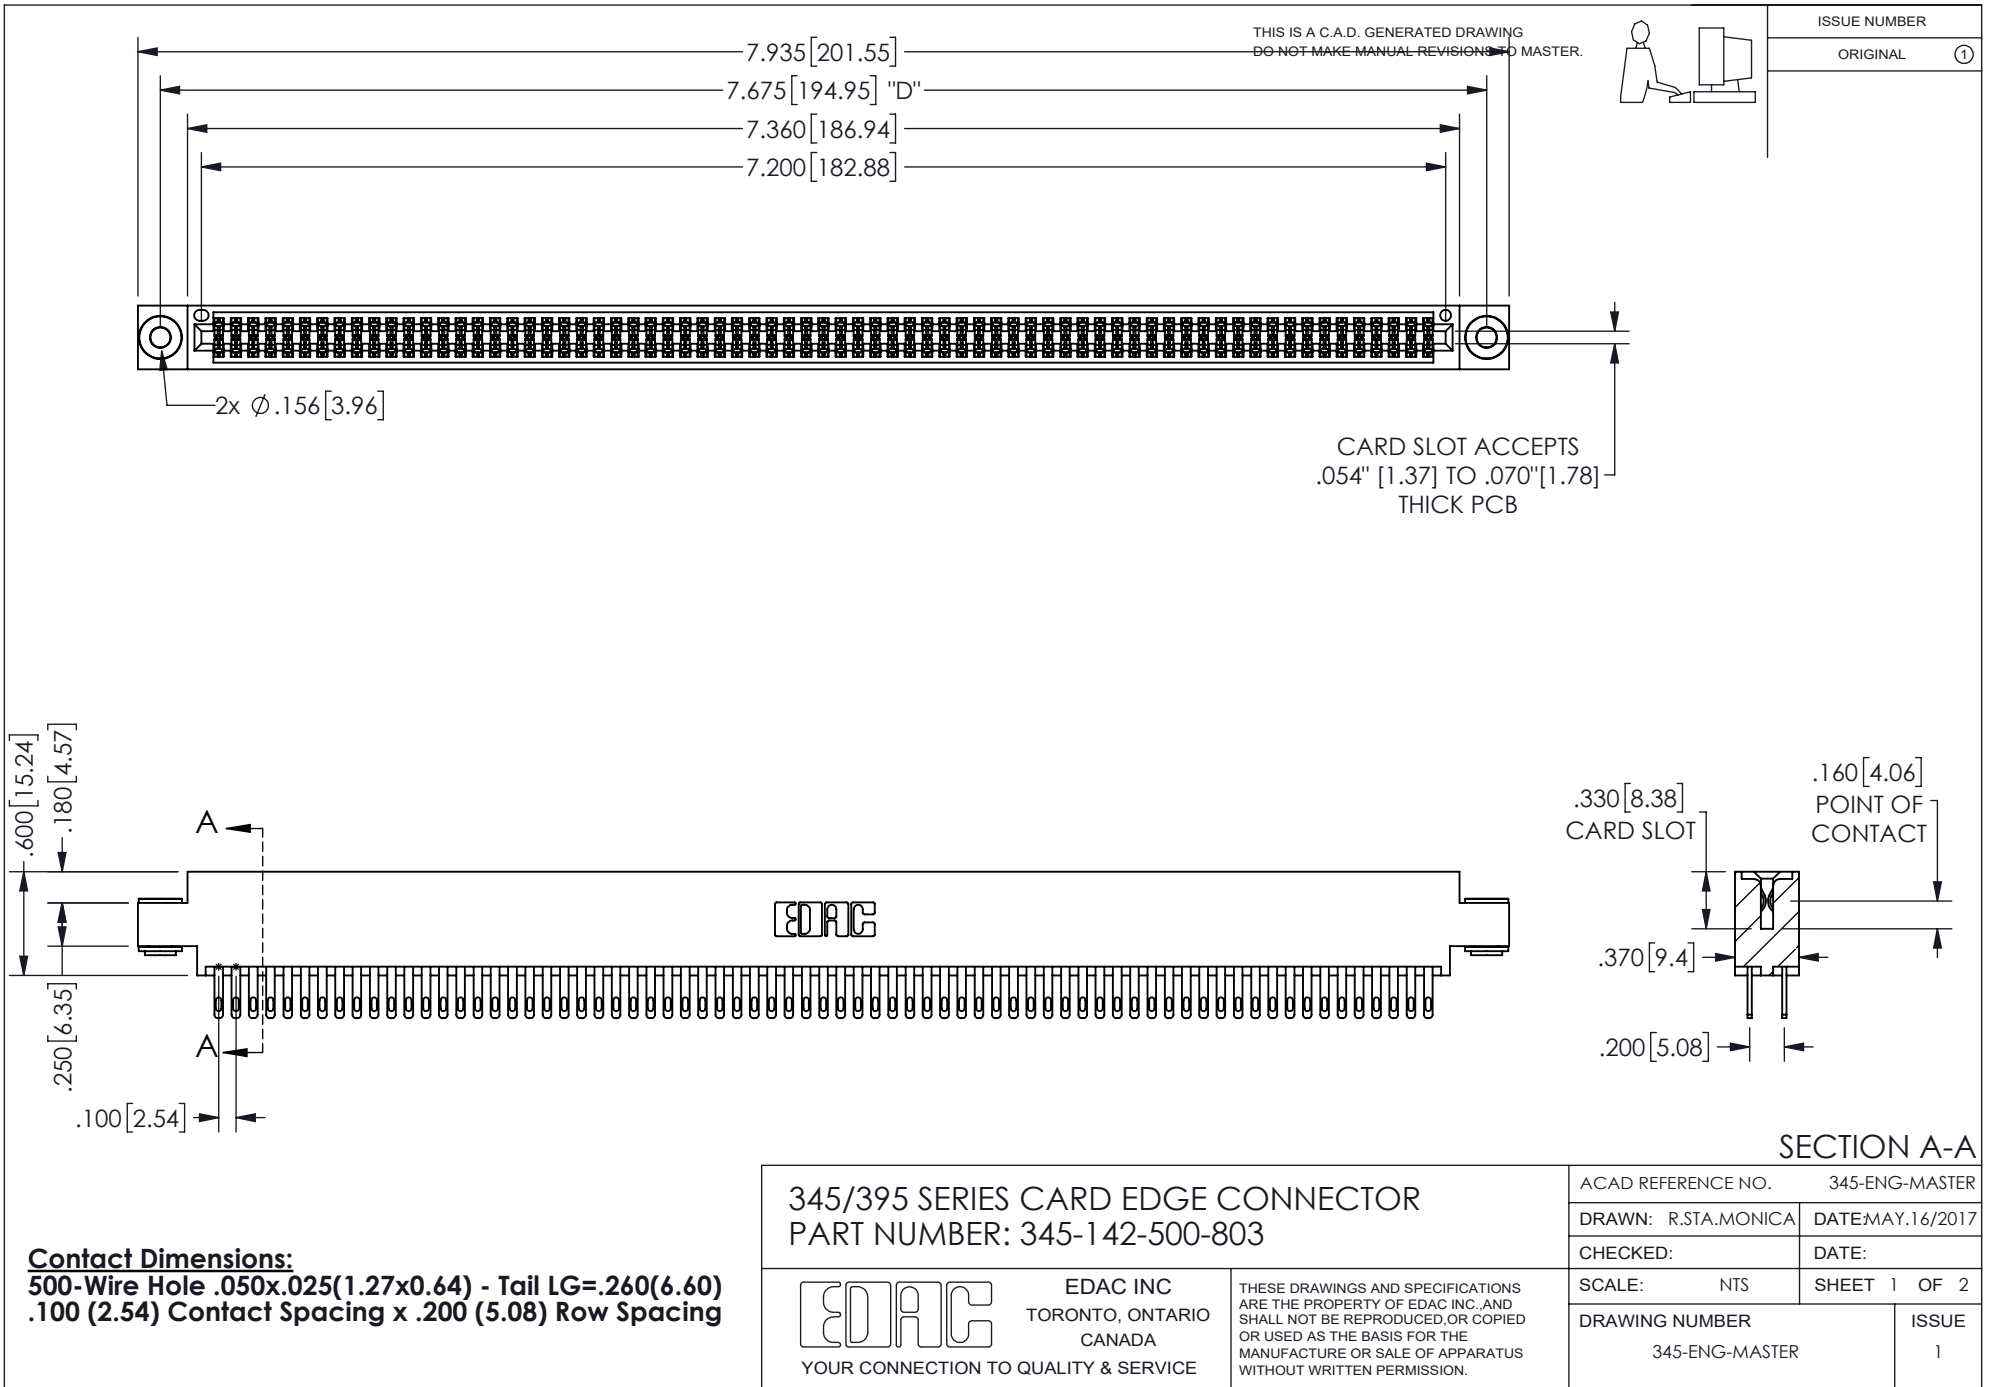 THIS IS A C.A.D. GENERATED DRAWING
DO NOT MAKE MANUAL REVISIONS TO MASTER.
ISSUE NUMBER
ORIGINAL 1
7.935[201.55]
7.675[194.95] "D"
7.360[186.94]
7.200[182.88]
2x Ø.156[3.96]
CARD SLOT ACCEPTS
.054" [1.37] TO .070"[1.78]
THICK PCB
.600[15.24]
.180[4.57]
.250[6.35]
.100[2.54]
A
A
EDAC
.330[8.38]
CARD SLOT
.160[4.06]
POINT OF
CONTACT
.370[9.4]
.200[5.08]
SECTION A-A
Contact Dimensions:
500-Wire Hole .050x.025(1.27x0.64) - Tail LG=.260(6.60)
.100 (2.54) Contact Spacing x .200 (5.08) Row Spacing
345/395 SERIES CARD EDGE CONNECTOR
PART NUMBER: 345-142-500-803
EDAC
EDAC INC
TORONTO, ONTARIO
CANADA
YOUR CONNECTION TO QUALITY & SERVICE
THESE DRAWINGS AND SPECIFICATIONS
ARE THE PROPERTY OF EDAC INC.,AND
SHALL NOT BE REPRODUCED,OR COPIED
OR USED AS THE BASIS FOR THE
MANUFACTURE OR SALE OF APPARATUS
WITHOUT WRITTEN PERMISSION.
ACAD REFERENCE NO. 345-ENG-MASTER
DRAWN: R.STA.MONICA DATE:MAY.16/2017
CHECKED: DATE:
SCALE: NTS SHEET 1 OF 2
DRAWING NUMBER ISSUE
345-ENG-MASTER 1